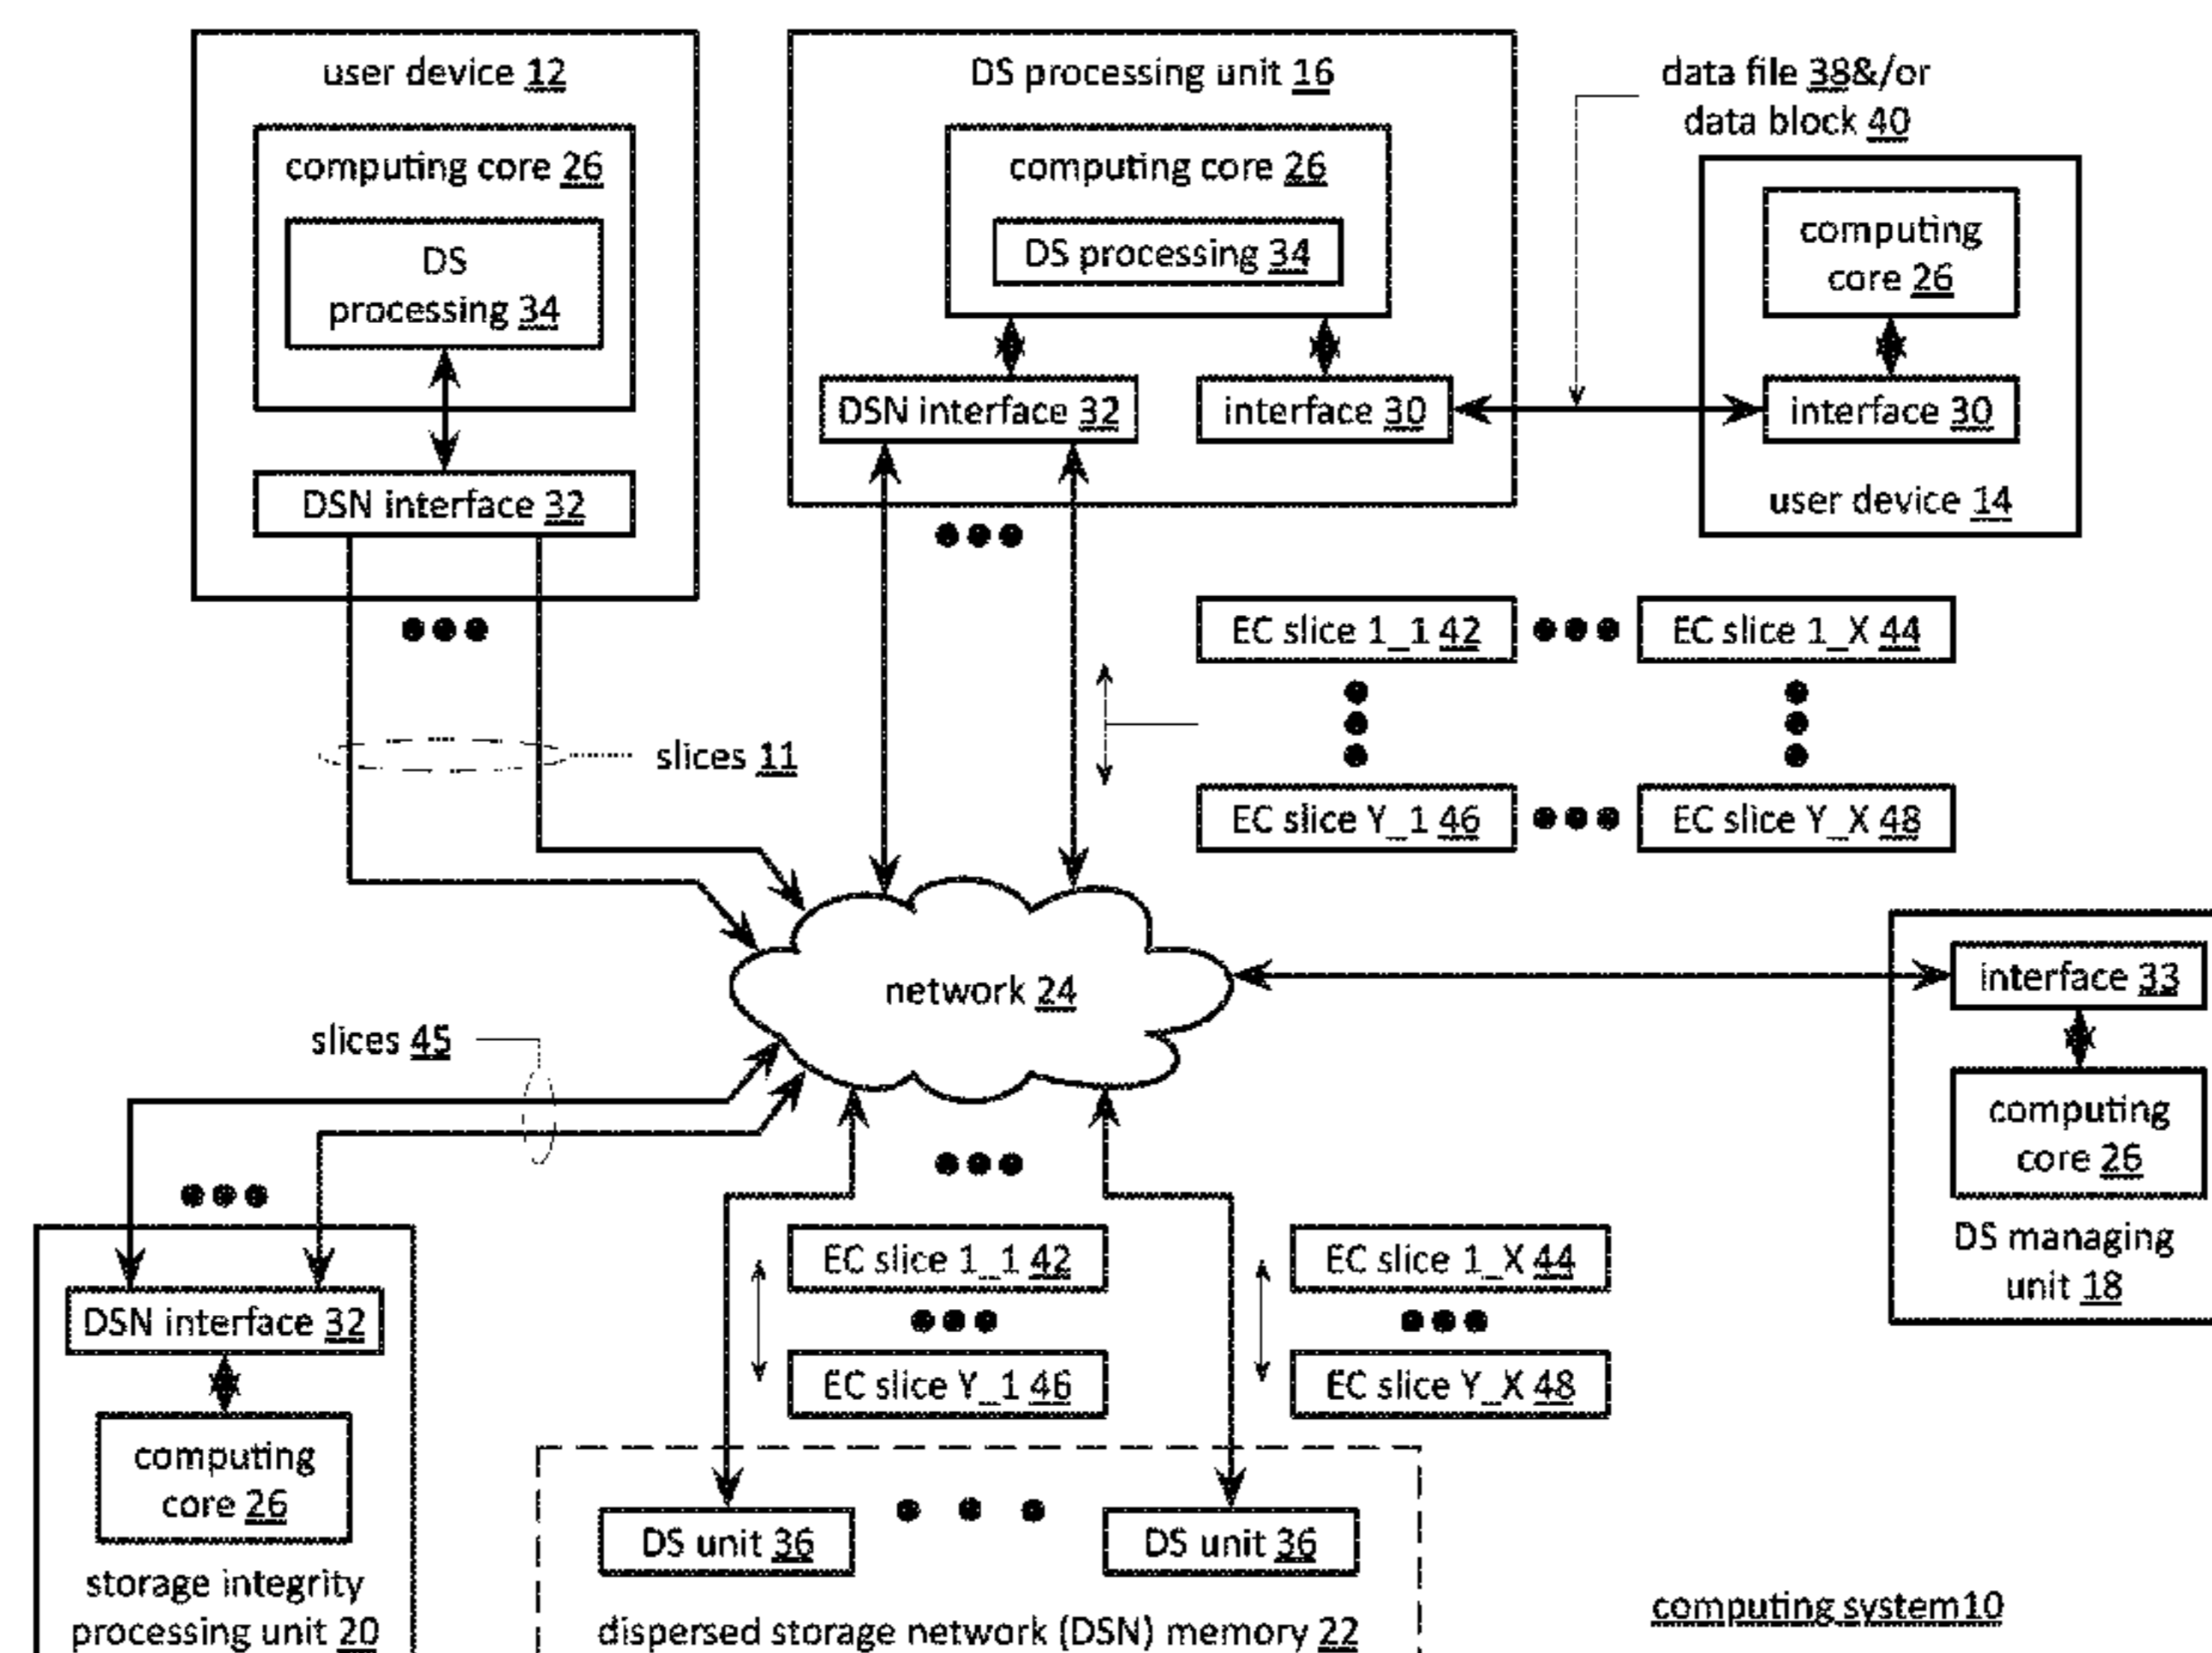 user device 12
computing core 26
DS
processing 34
DSN interface 32
DS processing unit 16
computing core 26
DS processing 34
DSN interface 32
interface 30
data file 38&/or
data block 40
computing
core 26
interface 30
user device 14
EC slice 1_1 42
EC slice 1_X 44
EC slice Y_1 46
EC slice Y_X 48
slices 11
network 24
interface 33
computing
core 26
DS managing
unit 18
slices 45
DSN interface 32
computing
core 26
storage integrity
processing unit 20
EC slice 1_1 42
EC slice Y_1 46
EC slice 1_X 44
EC slice Y_X 48
DS unit 36
DS unit 36
dispersed storage network (DSN) memory 22
computing system10